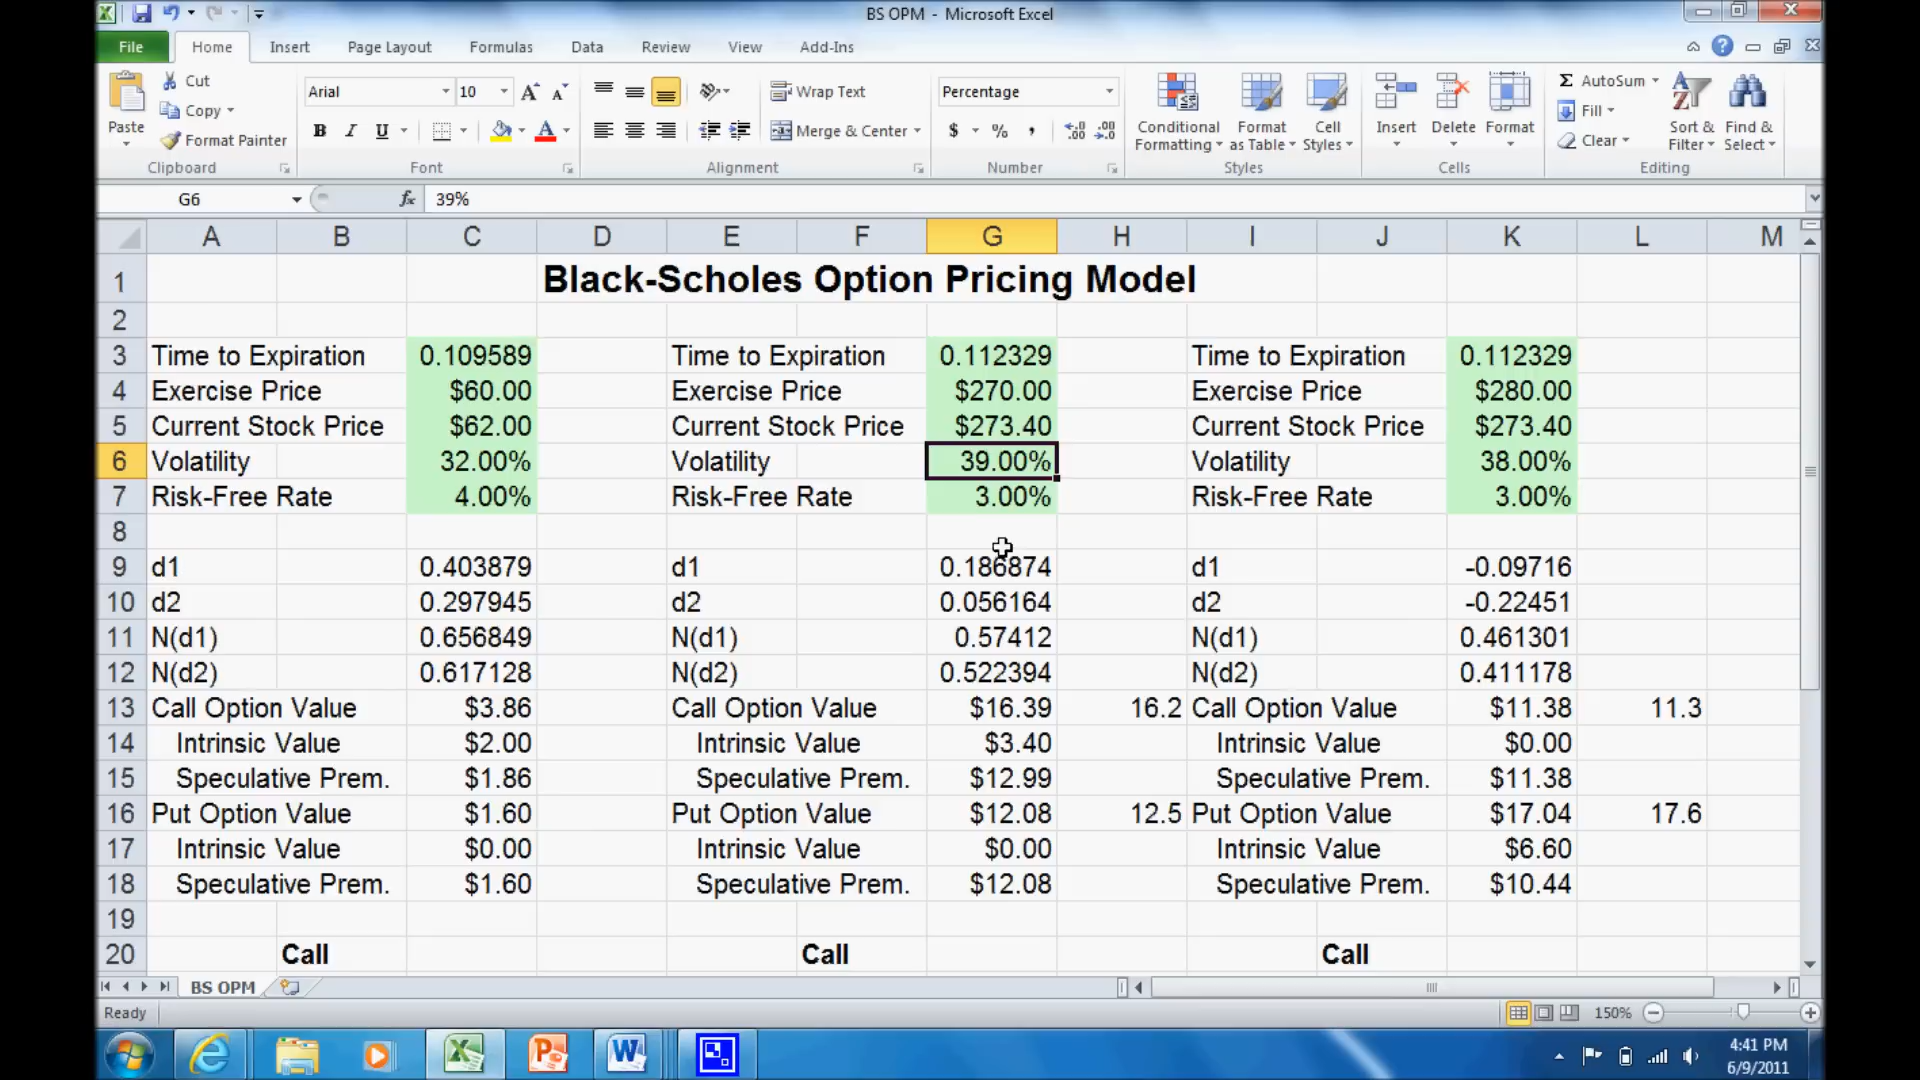 BS OPM - Microsoft Excel
File Home Insert Page Layout Formulas Data Review View Add-Ins
Paste
Cut
Copy
Format Painter
Clipboard
Arial 10
B I U
Font
Wrap Text
Merge & Center
Alignment
Percentage
$ % ,
Number
Conditional Formatting
Format as Table
Cell Styles
Styles
Insert Delete Format
Cells
Σ AutoSum
Fill
Clear
Sort & Filter
Find & Select
Editing
G6 fx 39%
A B C D E F G H I J K L M
1 Black-Scholes Option Pricing Model
2
3 Time to Expiration 0.109589 Time to Expiration 0.112329 Time to Expiration 0.112329
4 Exercise Price $60.00 Exercise Price $270.00 Exercise Price $280.00
5 Current Stock Price $62.00 Current Stock Price $273.40 Current Stock Price $273.40
6 Volatility 32.00% Volatility 39.00% Volatility 38.00%
7 Risk-Free Rate 4.00% Risk-Free Rate 3.00% Risk-Free Rate 3.00%
8
9 d1 0.403879 d1 0.186874 d1 -0.09716
10 d2 0.297945 d2 0.056164 d2 -0.22451
11 N(d1) 0.656849 N(d1) 0.57412 N(d1) 0.461301
12 N(d2) 0.617128 N(d2) 0.522394 N(d2) 0.411178
13 Call Option Value $3.86 Call Option Value $16.39 16.2 Call Option Value $11.38 11.3
14 Intrinsic Value $2.00 Intrinsic Value $3.40 Intrinsic Value $0.00
15 Speculative Prem. $1.86 Speculative Prem. $12.99 Speculative Prem. $11.38
16 Put Option Value $1.60 Put Option Value $12.08 12.5 Put Option Value $17.04 17.6
17 Intrinsic Value $0.00 Intrinsic Value $0.00 Intrinsic Value $6.60
18 Speculative Prem. $1.60 Speculative Prem. $12.08 Speculative Prem. $10.44
19
20 Call Call Call
BS OPM
Ready 150%
4:41 PM
6/9/2011